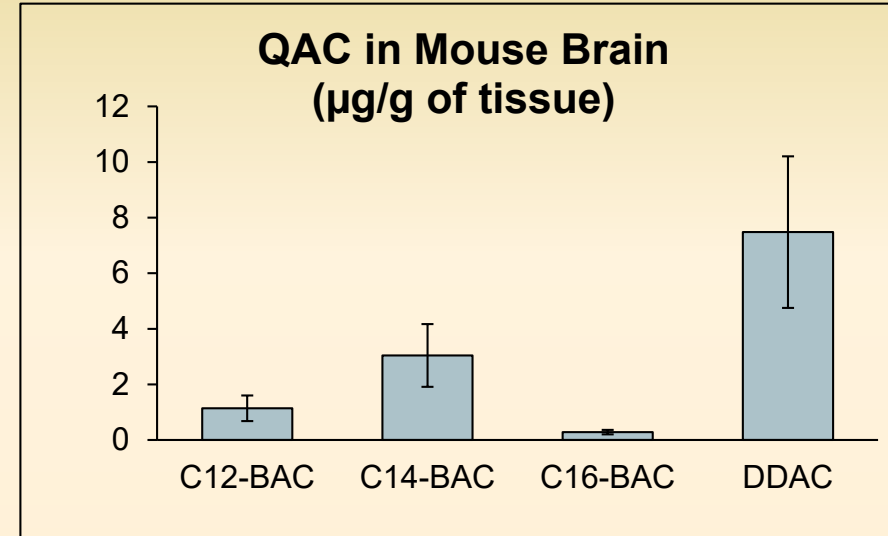 QAC in Mouse Brain
(µg/g of tissue)
12
10
8
6
4
2
0
C12-BAC C14-BAC C16-BAC DDAC